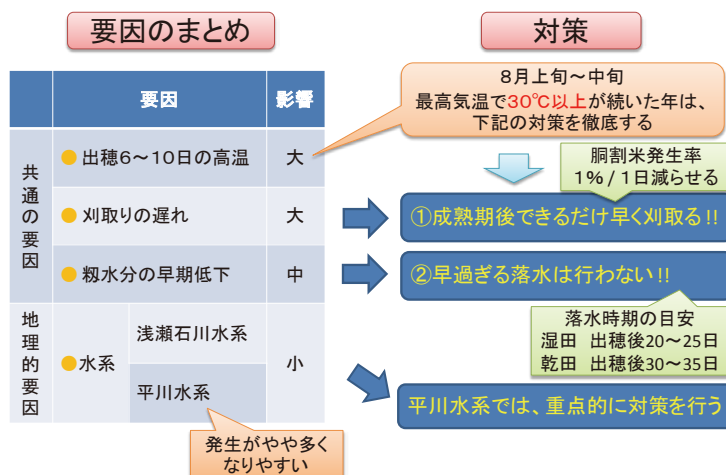 要因のまとめ
対策
要因
影響
共通の要因
●出穂6～10日の高温
大
●刈取りの遅れ
大
●籾水分の早期低下
中
地理的要因
●水系
浅瀬石川水系
平川水系
小
発生がやや多く
なりやすい
8月上旬～中旬
最高気温で30℃以上が続いた年は、
下記の対策を徹底する
胴割米発生率
1% / 1日減らせる
①成熟期後できるだけ早く刈取る!!
②早過ぎる落水は行わない!!
落水時期の目安
湿田 出穂後20～25日
乾田 出穂後30～35日
平川水系では、重点的に対策を行う